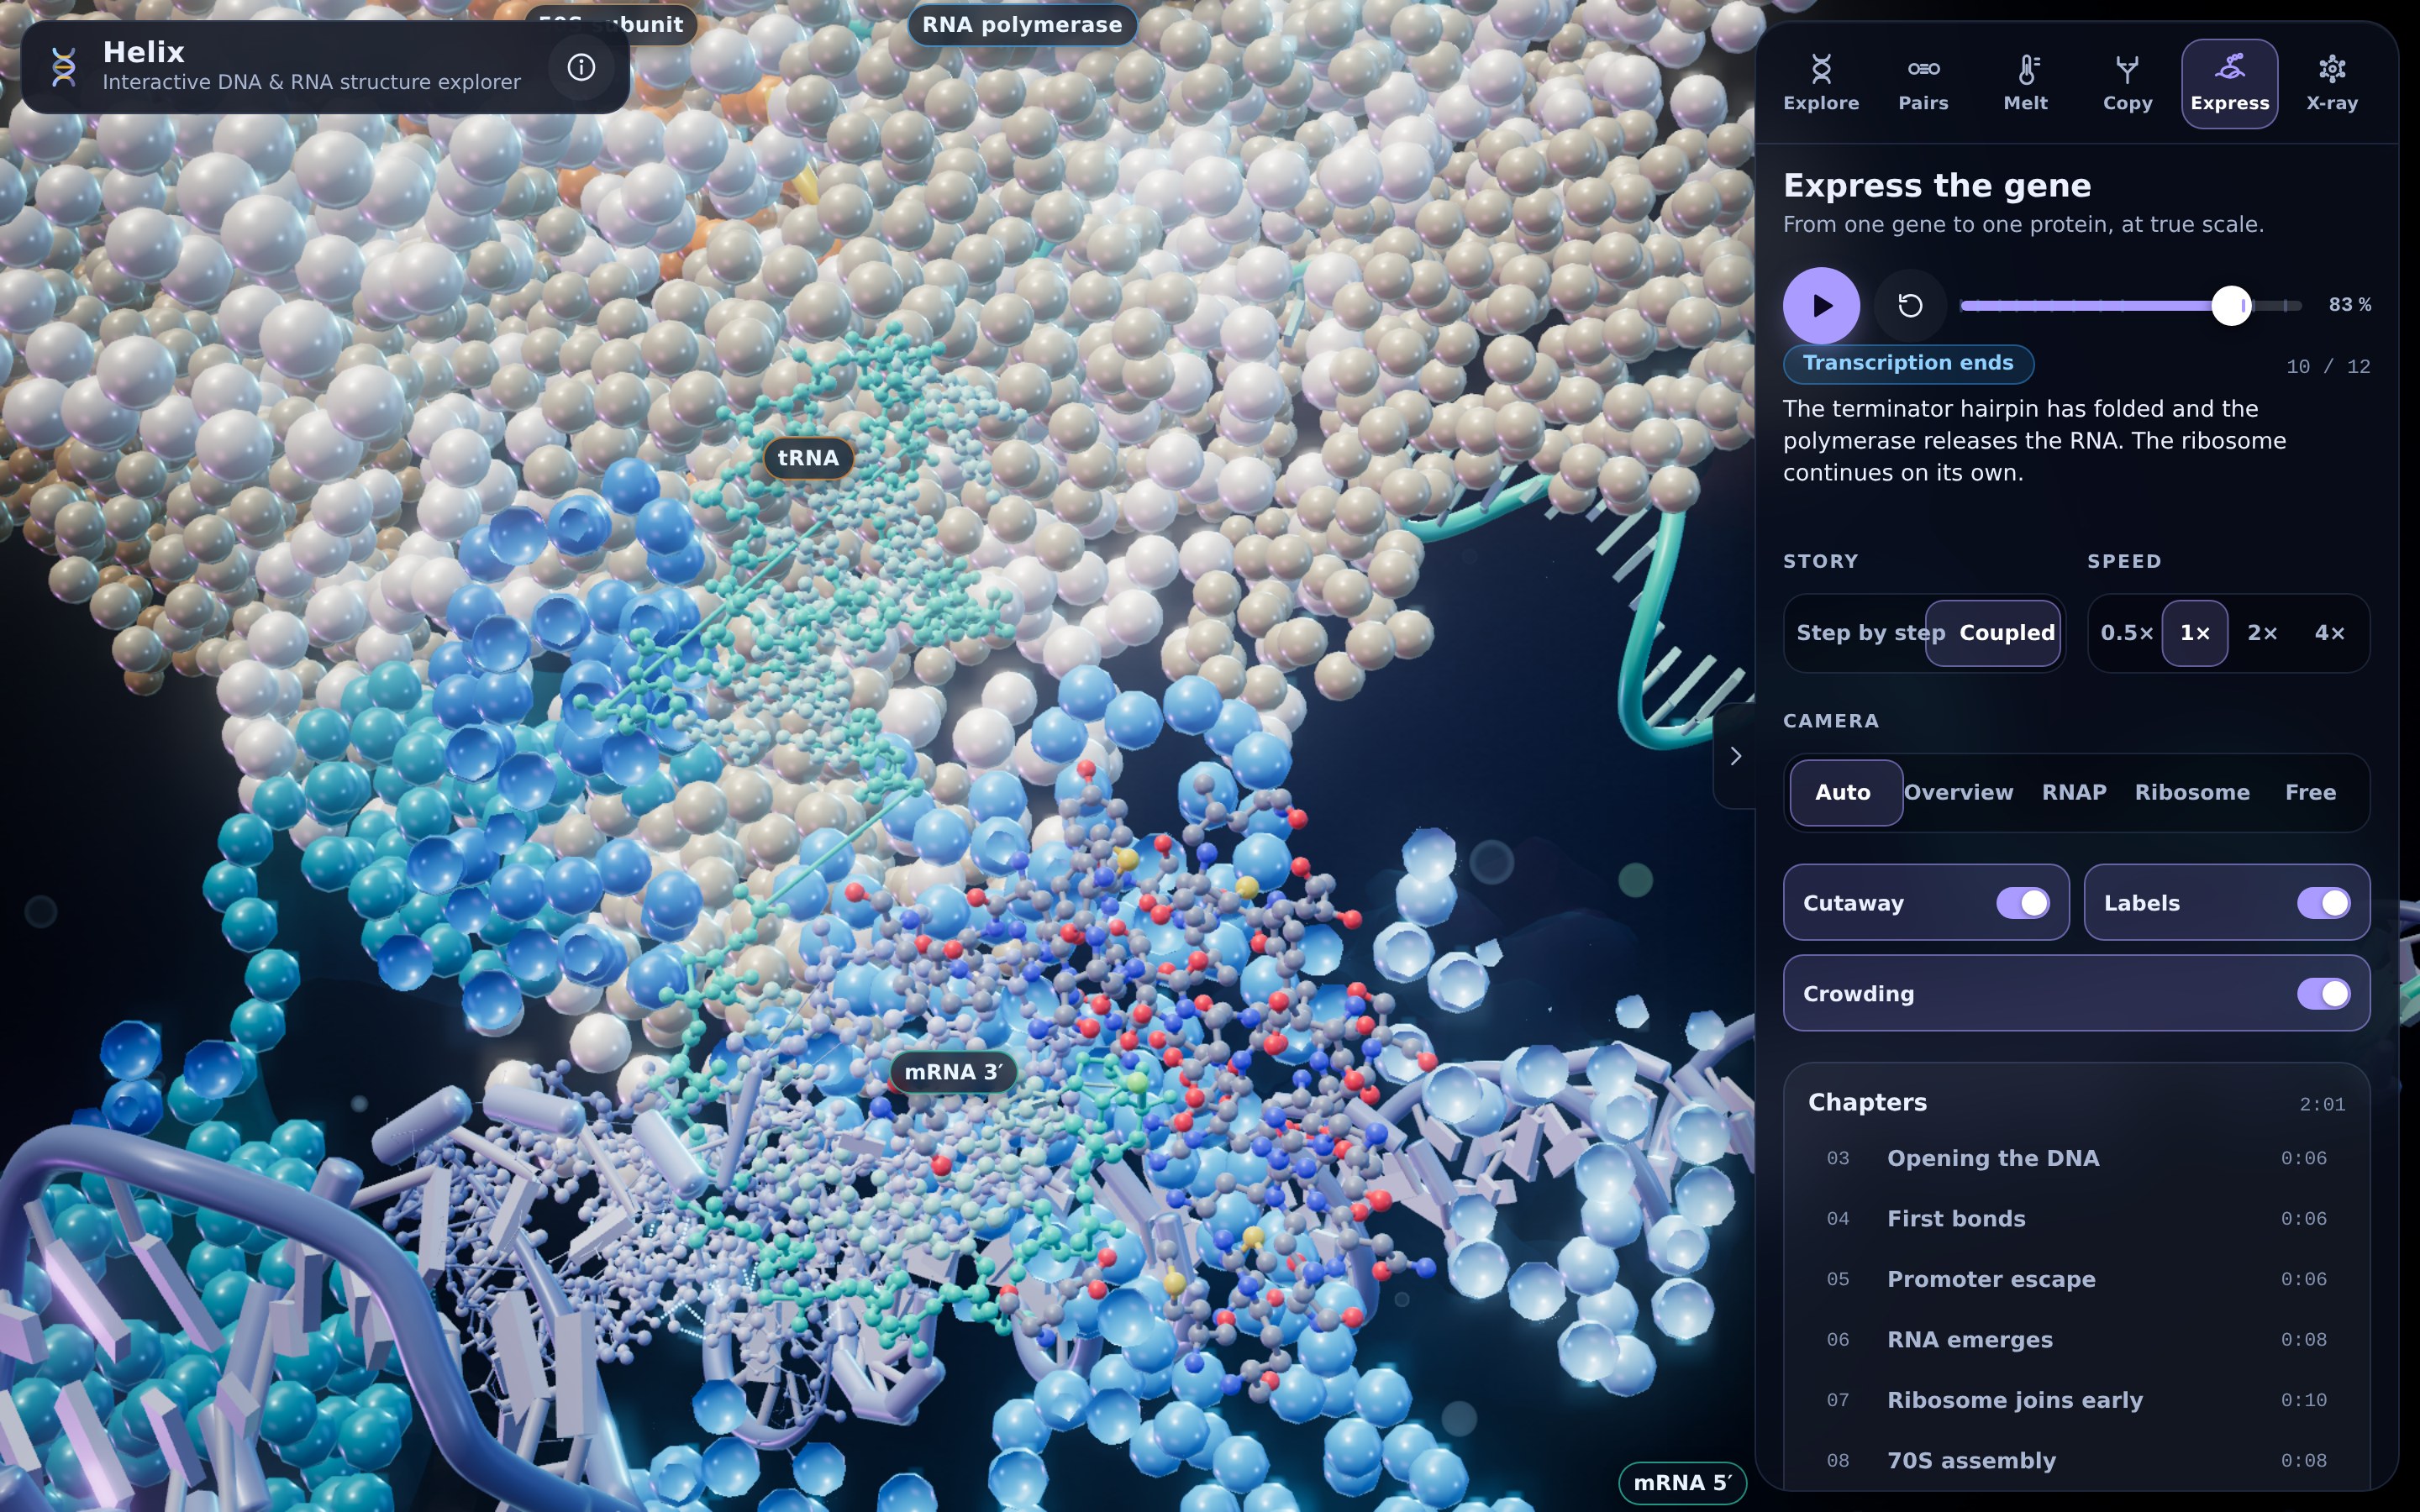 50S subunit
RNA polymerase
Helix
Interactive DNA & RNA structure explorer
tRNA
mRNA 3′
mRNA 5′
Explore
Pairs
Melt
Copy
Express
X-ray
Express the gene
From one gene to one protein, at true scale.
83 %
Transcription ends
10 / 12
The terminator hairpin has folded and the
polymerase releases the RNA. The ribosome
continues on its own.
STORY
SPEED
Step by step
Coupled
0.5×
1×
2×
4×
CAMERA
Auto
Overview
RNAP
Ribosome
Free
Cutaway
Labels
Crowding
Chapters
2:01
03 Opening the DNA 0:06
04 First bonds 0:06
05 Promoter escape 0:06
06 RNA emerges 0:08
07 Ribosome joins early 0:10
08 70S assembly 0:08